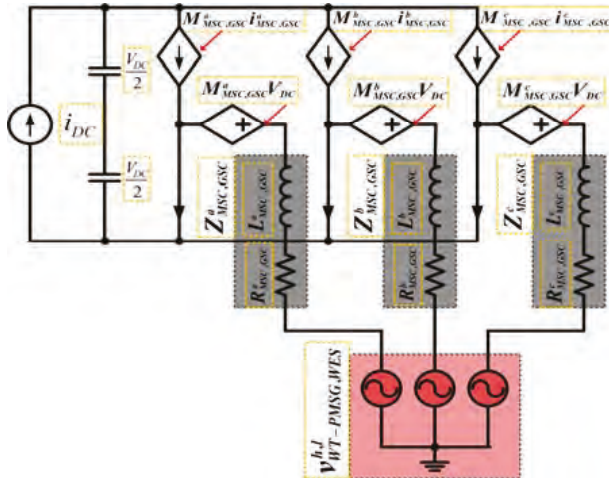 M^a_{MSC,GSC} i^a_{MSC,GSC}
M^b_{MSC,GSC} i^b_{MSC,GSC}
M^c_{MSC,GSC} i^c_{MSC,GSC}
V_{DC}/2
i_{DC}
M^a_{MSC,GSC}V_{DC}
M^b_{MSC,GSC}V_{DC}
M^c_{MSC,GSC}V_{DC}
V_{DC}/2
Z^a_{MSC,GSC}
L^a_{MSC,GSC}
R^a_{MSC,GSC}
Z^b_{MSC,GSC}
L^b_{MSC,GSC}
R^b_{MSC,GSC}
Z^c_{MSC,GSC}
L^c_{MSC,GSC}
R^c_{MSC,GSC}
v^{h,l}_{WT-PMSG,WES}